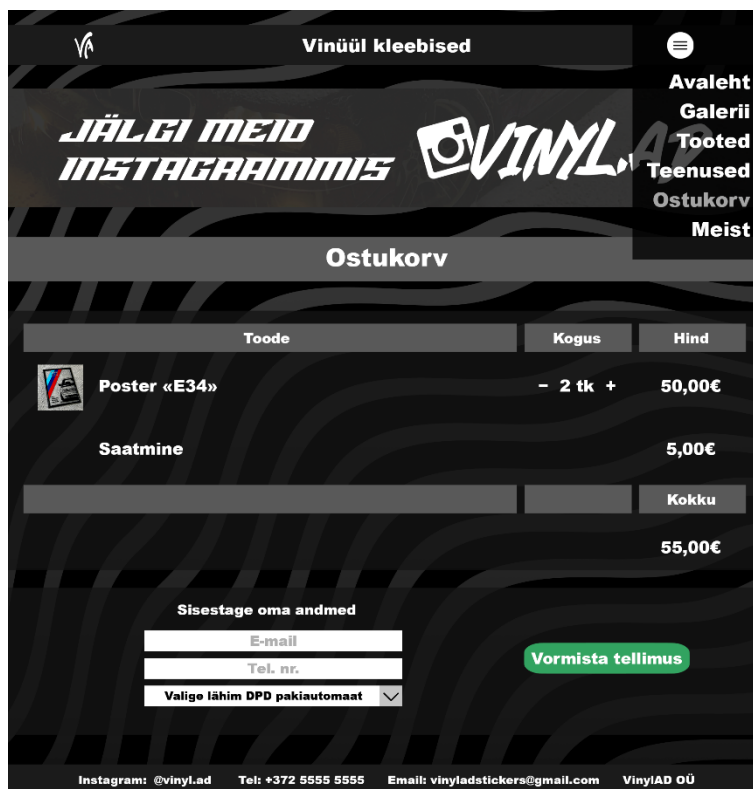 VA
Vinüül kleebised
Avaleht
Galerii
Tooted
Teenused
Ostukorv
Meist
JÄLGI MEID
INSTAGRAMMIS
VINYL.AD
Ostukorv
Toode Kogus Hind
Poster «E34» − 2 tk + 50,00€
Saatmine 5,00€
Kokku
55,00€
Sisestage oma andmed
E-mail
Tel. nr.
Valige lähim DPD pakiautomaat
Vormista tellimus
Instagram: @vinyl.ad Tel: +372 5555 5555 Email: vinyladstickers@gmail.com VinylAD OÜ